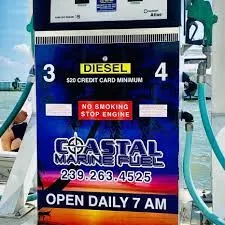 3
DIESEL
4
$20 CREDIT CARD MINIMUM
NO SMOKING
STOP ENGINE
COASTAL
MARINE FUEL
239.263.4525
OPEN DAILY 7 AM